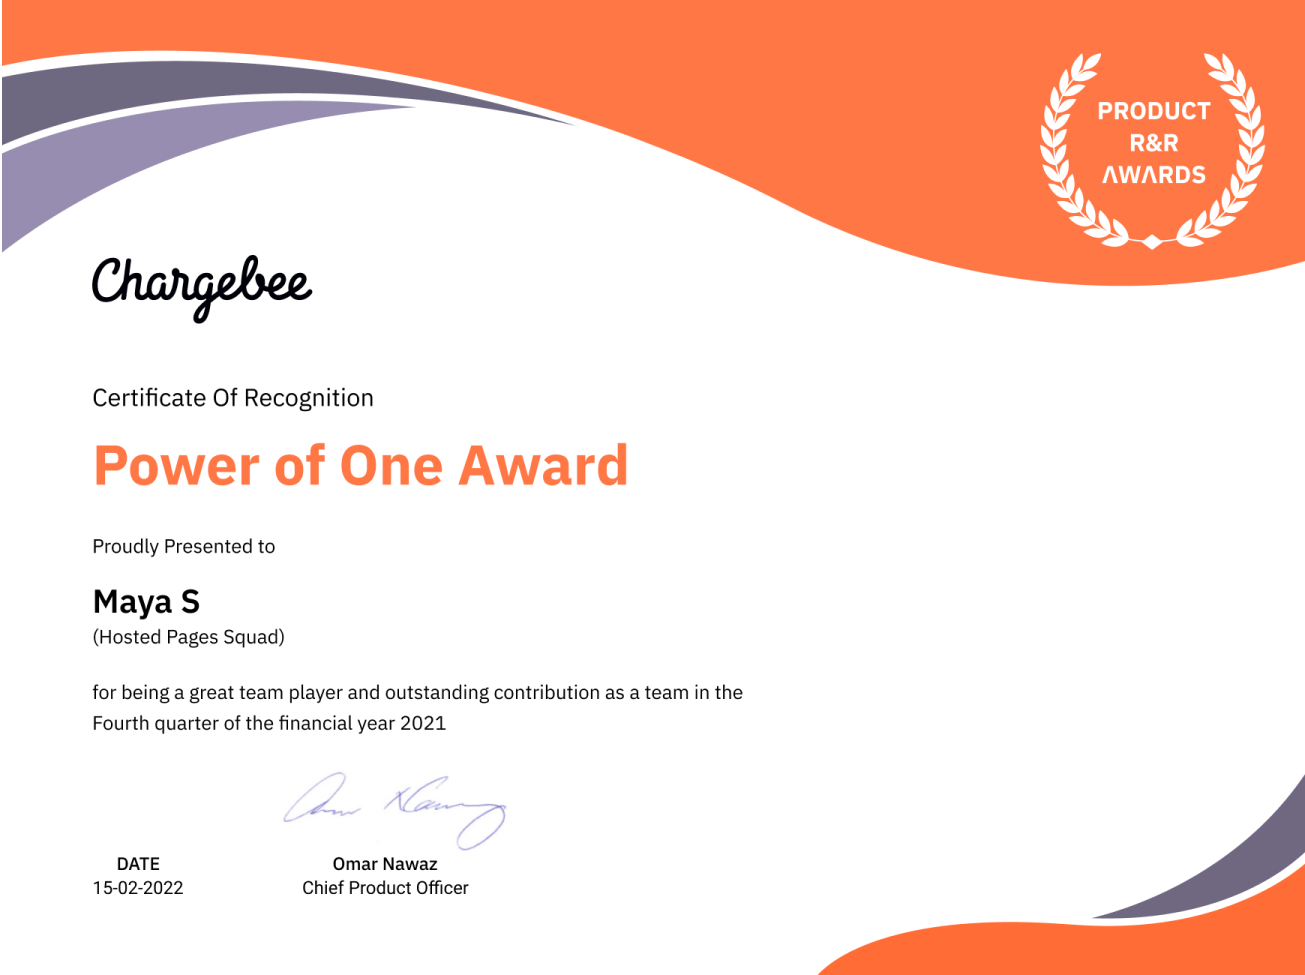 PRODUCT
R&R
AWARDS
Chargebee
Certificate Of Recognition
Power of One Award
Proudly Presented to
Maya S
(Hosted Pages Squad)
for being a great team player and outstanding contribution as a team in the
Fourth quarter of the financial year 2021
DATE
15-02-2022
Omar Nawaz
Chief Product Officer